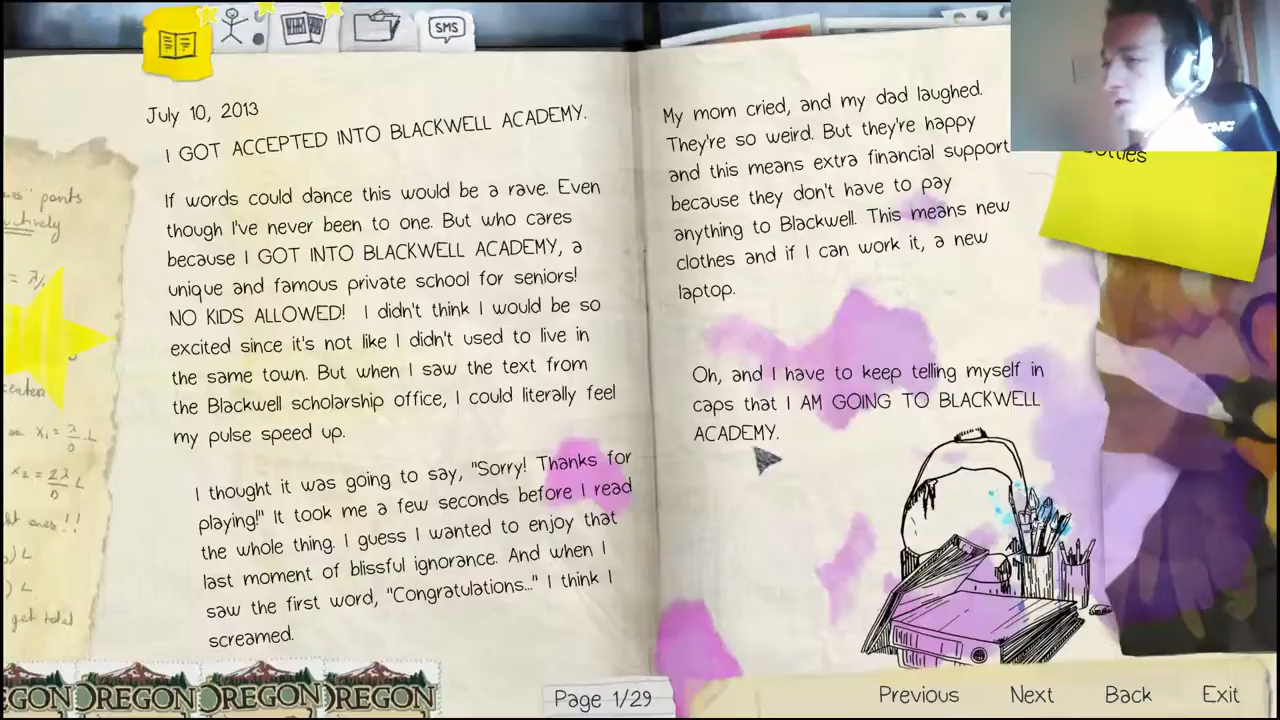 SMS
July 10, 2013
I GOT ACCEPTED INTO BLACKWELL ACADEMY.
If words could dance this would be a rave. Even
though I've never been to one. But who cares
because I GOT INTO BLACKWELL ACADEMY, a
unique and famous private school for seniors!
NO KIDS ALLOWED! I didn't think I would be so
excited since it's not like I didn't used to live in
the same town. But when I saw the text from
the Blackwell scholarship office, I could literally feel
my pulse speed up.
I thought it was going to say, "Sorry! Thanks for
playing!" It took me a few seconds before I read
the whole thing. I guess I wanted to enjoy that
last moment of blissful ignorance. And when I
saw the first word, "Congratulations..." I think I
screamed.
My mom cried, and my dad laughed.
They're so weird. But they're happy
and this means extra financial support
because they don't have to pay
anything to Blackwell. This means new
clothes and if I can work it, a new
laptop.
Oh, and I have to keep telling myself in
caps that I AM GOING TO BLACKWELL
ACADEMY.
points
OREGON OREGON OREGON
Page 1/29
Previous Next Back Exit